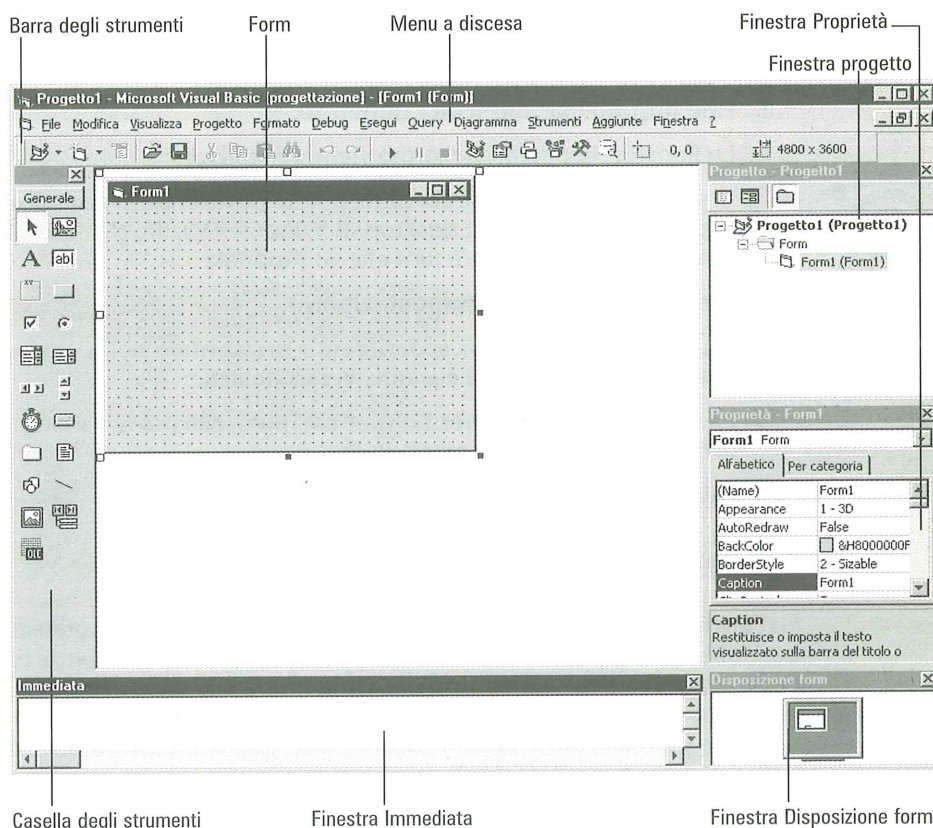 Barra degli strumenti
Form
Menu a discesa
Finestra Proprietà
Finestra progetto
Progetto1 - Microsoft Visual Basic [progettazione] - [Form1 (Form)]
File Modifica Visualizza Progetto Formato Debug Esegui Query Diagramma Strumenti Aggiunte Finestra ?
0, 0
4800 x 3600
Generale
A
abl
XY
OLE
Form1
Progetto - Progetto1
Progetto1 (Progetto1)
Form
Form1 (Form1)
Proprietà - Form1
Form1 Form
Alfabetico Per categoria
(Name) Form1
Appearance 1 - 3D
AutoRedraw False
BackColor &H8000000F
BorderStyle 2 - Sizable
Caption Form1
Caption
Restituisce o imposta il testo
visualizzato sulla barra del titolo o
Immediata
Disposizione form
Casella degli strumenti
Finestra Immediata
Finestra Disposizione form